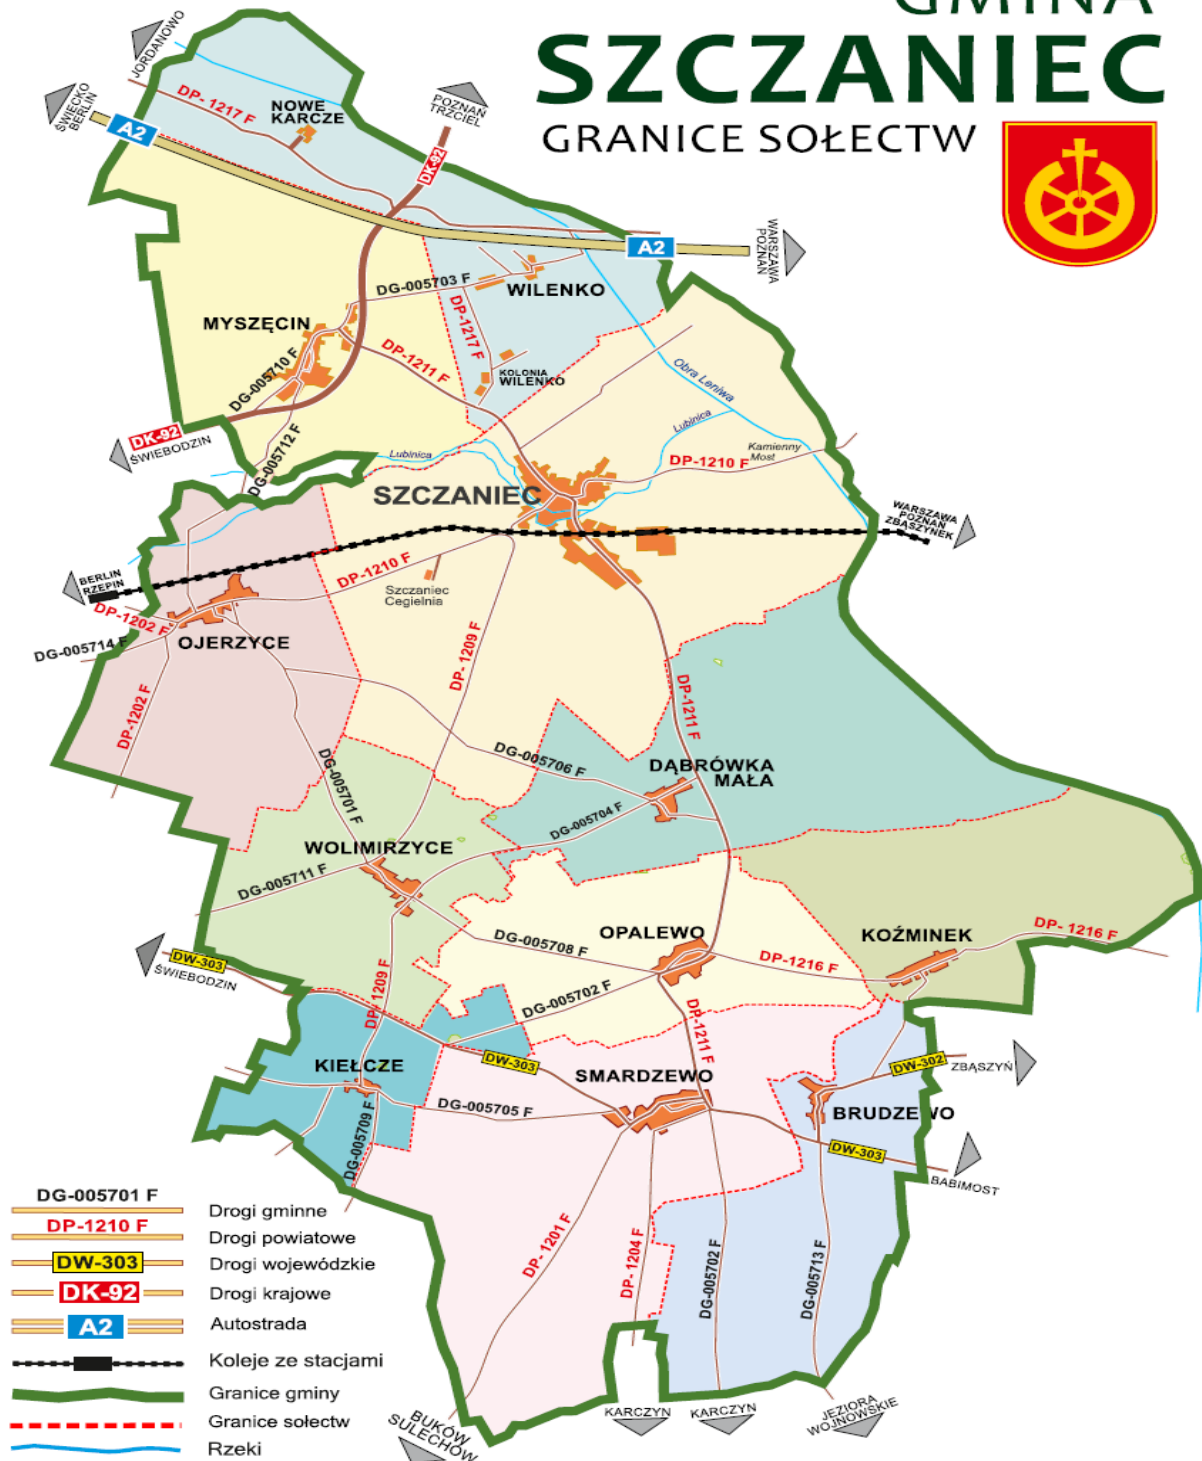 GMINA
SZCZANIEC
GRANICE SOŁECTW
JORDANOWO
ŚWIECKO
BERLIN
A2
DP- 1217 F
NOWE
KARCZE
POZNAŃ
TRZCIEL
DK-92
A2
WARSZAWA
POZNAŃ
DG-005703 F
WILENKO
MYSZĘCIN
DP-1217 F
DP-1211 F
KOLONIA
WILENKO
DG-005710 F
Obra Leniwa
Lubinica
DK-92
ŚWIEBODZIN
DG-005712 F
Lubinica
Kamienny
Most
DP-1210 F
SZCZANIEC
WARSZAWA
POZNAŃ
ZBĄSZYNEK
BERLIN
RZEPIN
DP-1210 F
Szczaniec
Cegielnia
DP-1202 F
DG-005714 F
OJERZYCE
DP- 1209 F
DP-1202 F
DP-1211 F
DG-005701 F
DG-005706 F
DĄBRÓWKA
MAŁA
DG-005704 F
WOLIMIRZYCE
DG-005711 F
DG-005708 F
OPALEWO
KOŹMINEK
DP- 1216 F
DP-1216 F
DW-303
ŚWIEBODZIN
DP- 1209 F
DG-005702 F
DP-1211 F
KIEŁCZE
DW-303
SMARDZEWO
DW-302
ZBĄSZYŃ
DG-005705 F
BRUDZEWO
DG-005709 F
DW-303
BABIMOST
DP- 1201 F
DP- 1204 F
DG-005702 F
DG-005713 F
BUKÓW
SULECHÓW
KARCZYN
KARCZYN
JEZIORA
WOJNOWSKIE
DG-005701 F
Drogi gminne
DP-1210 F
Drogi powiatowe
DW-303
Drogi wojewódzkie
DK-92
Drogi krajowe
A2
Autostrada
Koleje ze stacjami
Granice gminy
Granice sołectw
Rzeki